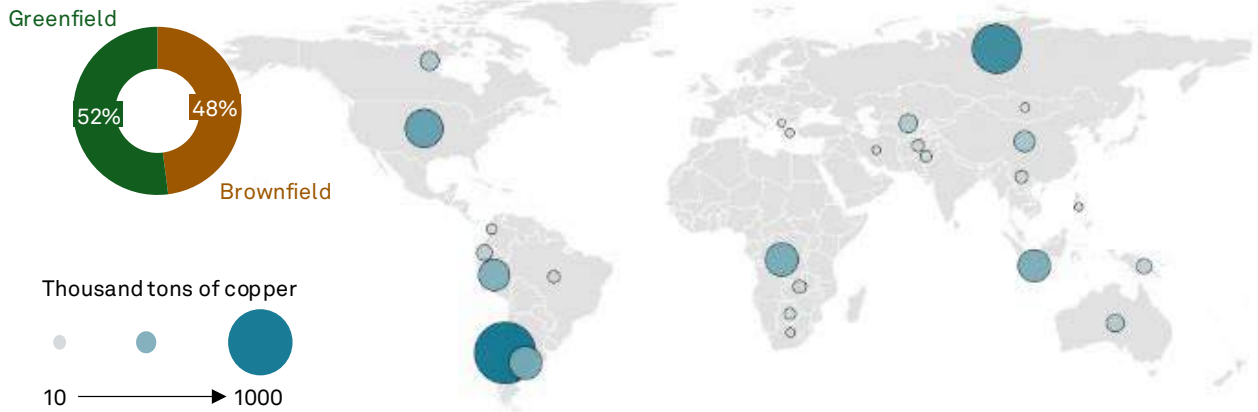 Greenfield
52%
48%
Brownfield
Thousand tons of copper
10
1000